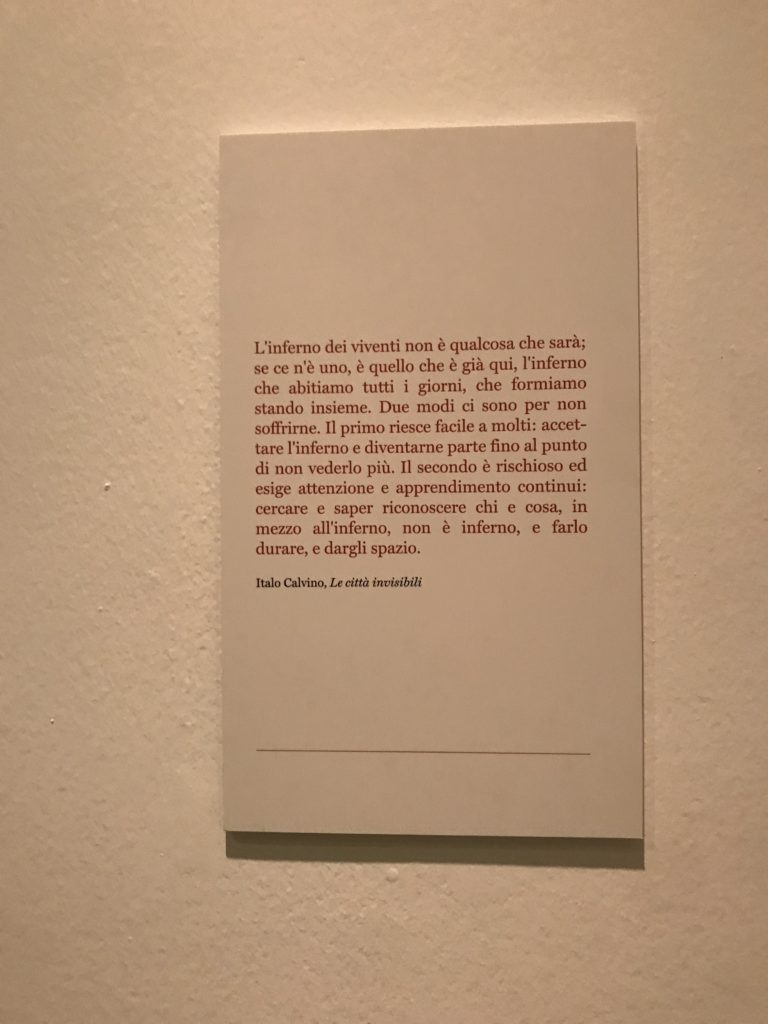 L'inferno dei viventi non è qualcosa che sarà;
se ce n'è uno, è quello che è già qui, l'inferno
che abitiamo tutti i giorni, che formiamo
stando insieme. Due modi ci sono per non
soffrirne. Il primo riesce facile a molti: accet-
tare l'inferno e diventarne parte fino al punto
di non vederlo più. Il secondo è rischioso ed
esige attenzione e apprendimento continui:
cercare e saper riconoscere chi e cosa, in
mezzo all'inferno, non è inferno, e farlo
durare, e dargli spazio.
Italo Calvino, Le città invisibili